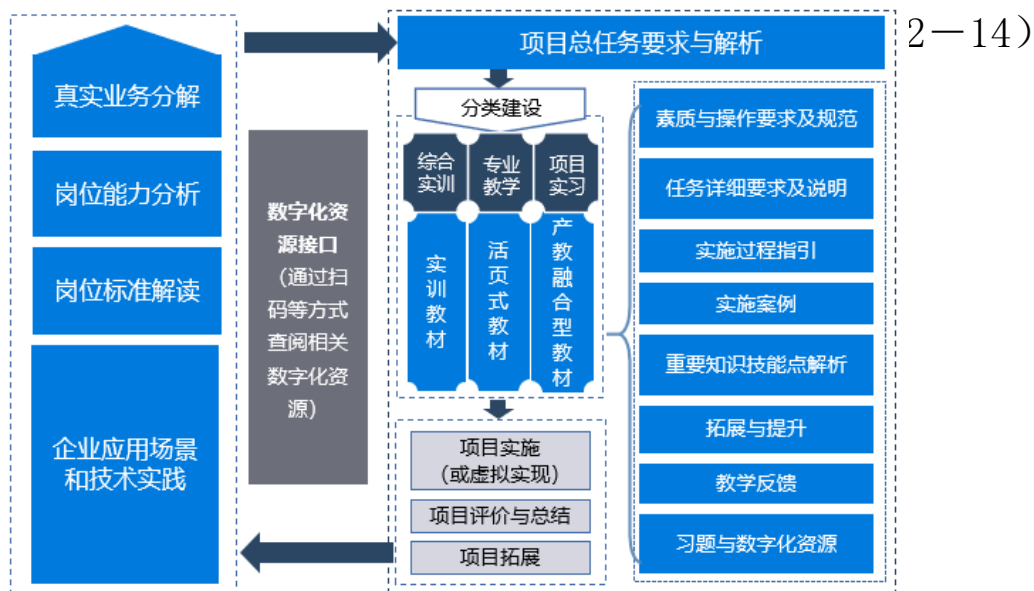 2－14）
真实业务分解
岗位能力分析
岗位标准解读
企业应用场景
和技术实践
数字化资
源接口
（通过扫
码等方式
查阅相关
数字化资
源）
项目总任务要求与解析
分类建设
综合
实训
专业
教学
项目
实习
实训教材
活页式教材
产教融合型教材
项目实施
（或虚拟实现）
项目评价与总结
项目拓展
素质与操作要求及规范
任务详细要求及说明
实施过程指引
实施案例
重要知识技能点解析
拓展与提升
教学反馈
习题与数字化资源